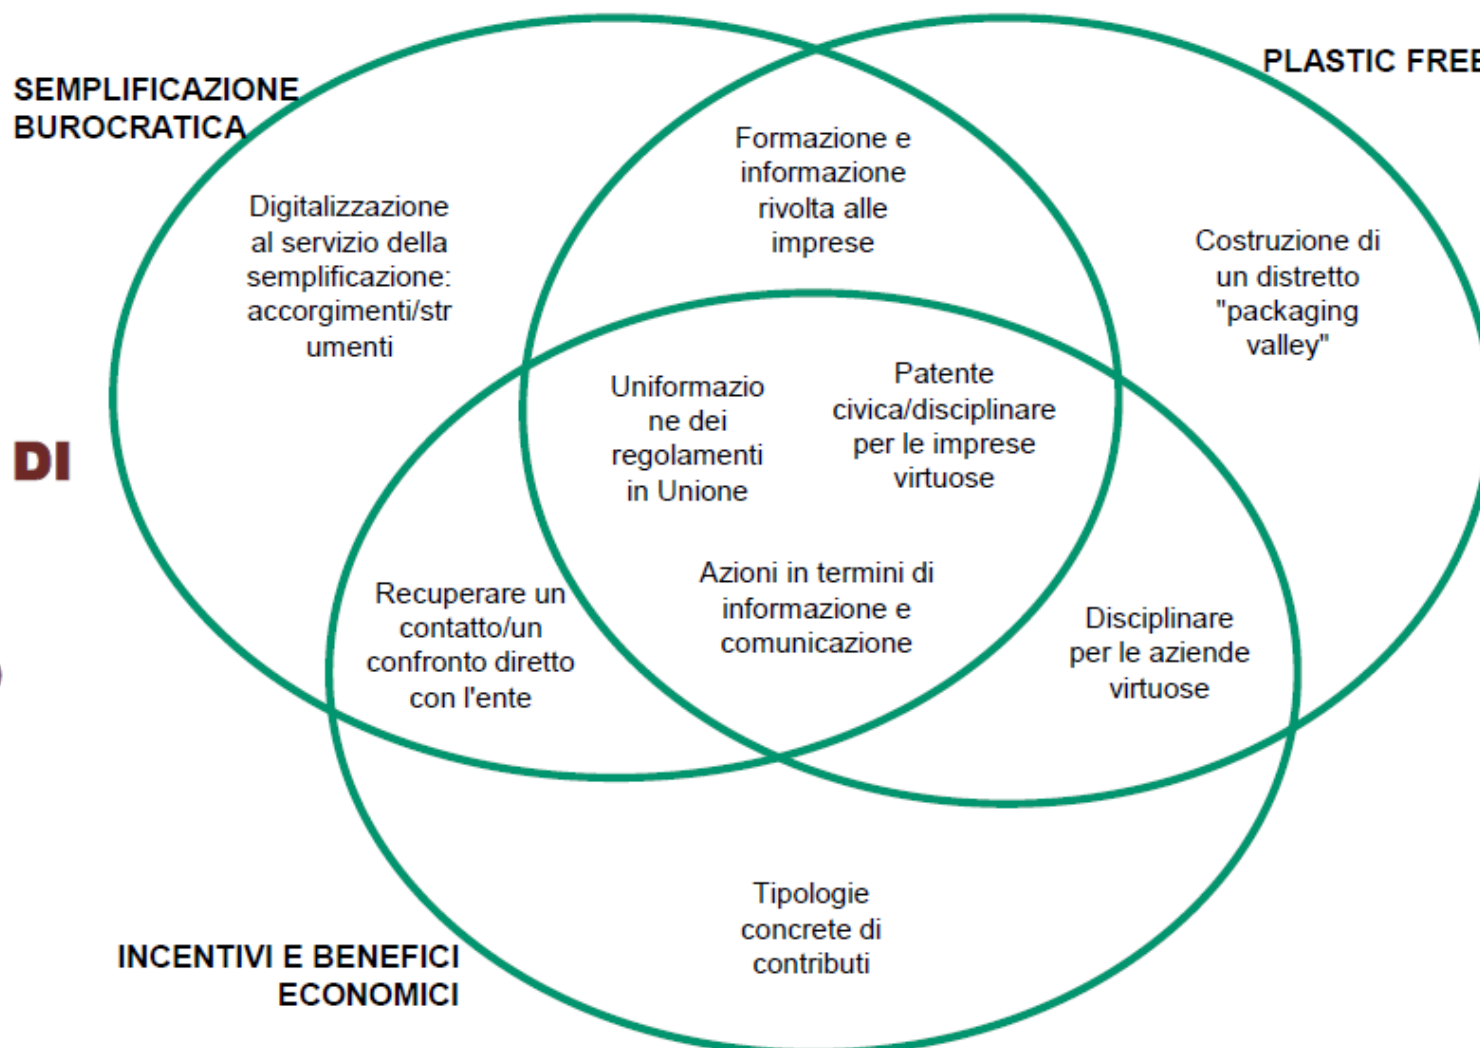 SEMPLIFICAZIONE
BUROCRATICA
PLASTIC FREE
Formazione e
informazione
rivolta alle
imprese
Digitalizzazione
al servizio della
semplificazione:
accorgimenti/str
umenti
Costruzione di
un distretto
"packaging
valley"
Uniformazio
ne dei
regolamenti
in Unione
Patente
civica/disciplinare
per le imprese
virtuose
DI
Azioni in termini di
informazione e
comunicazione
Recuperare un
contatto/un
confronto diretto
con l'ente
Disciplinare
per le aziende
virtuose
Tipologie
concrete di
contributi
INCENTIVI E BENEFICI
ECONOMICI